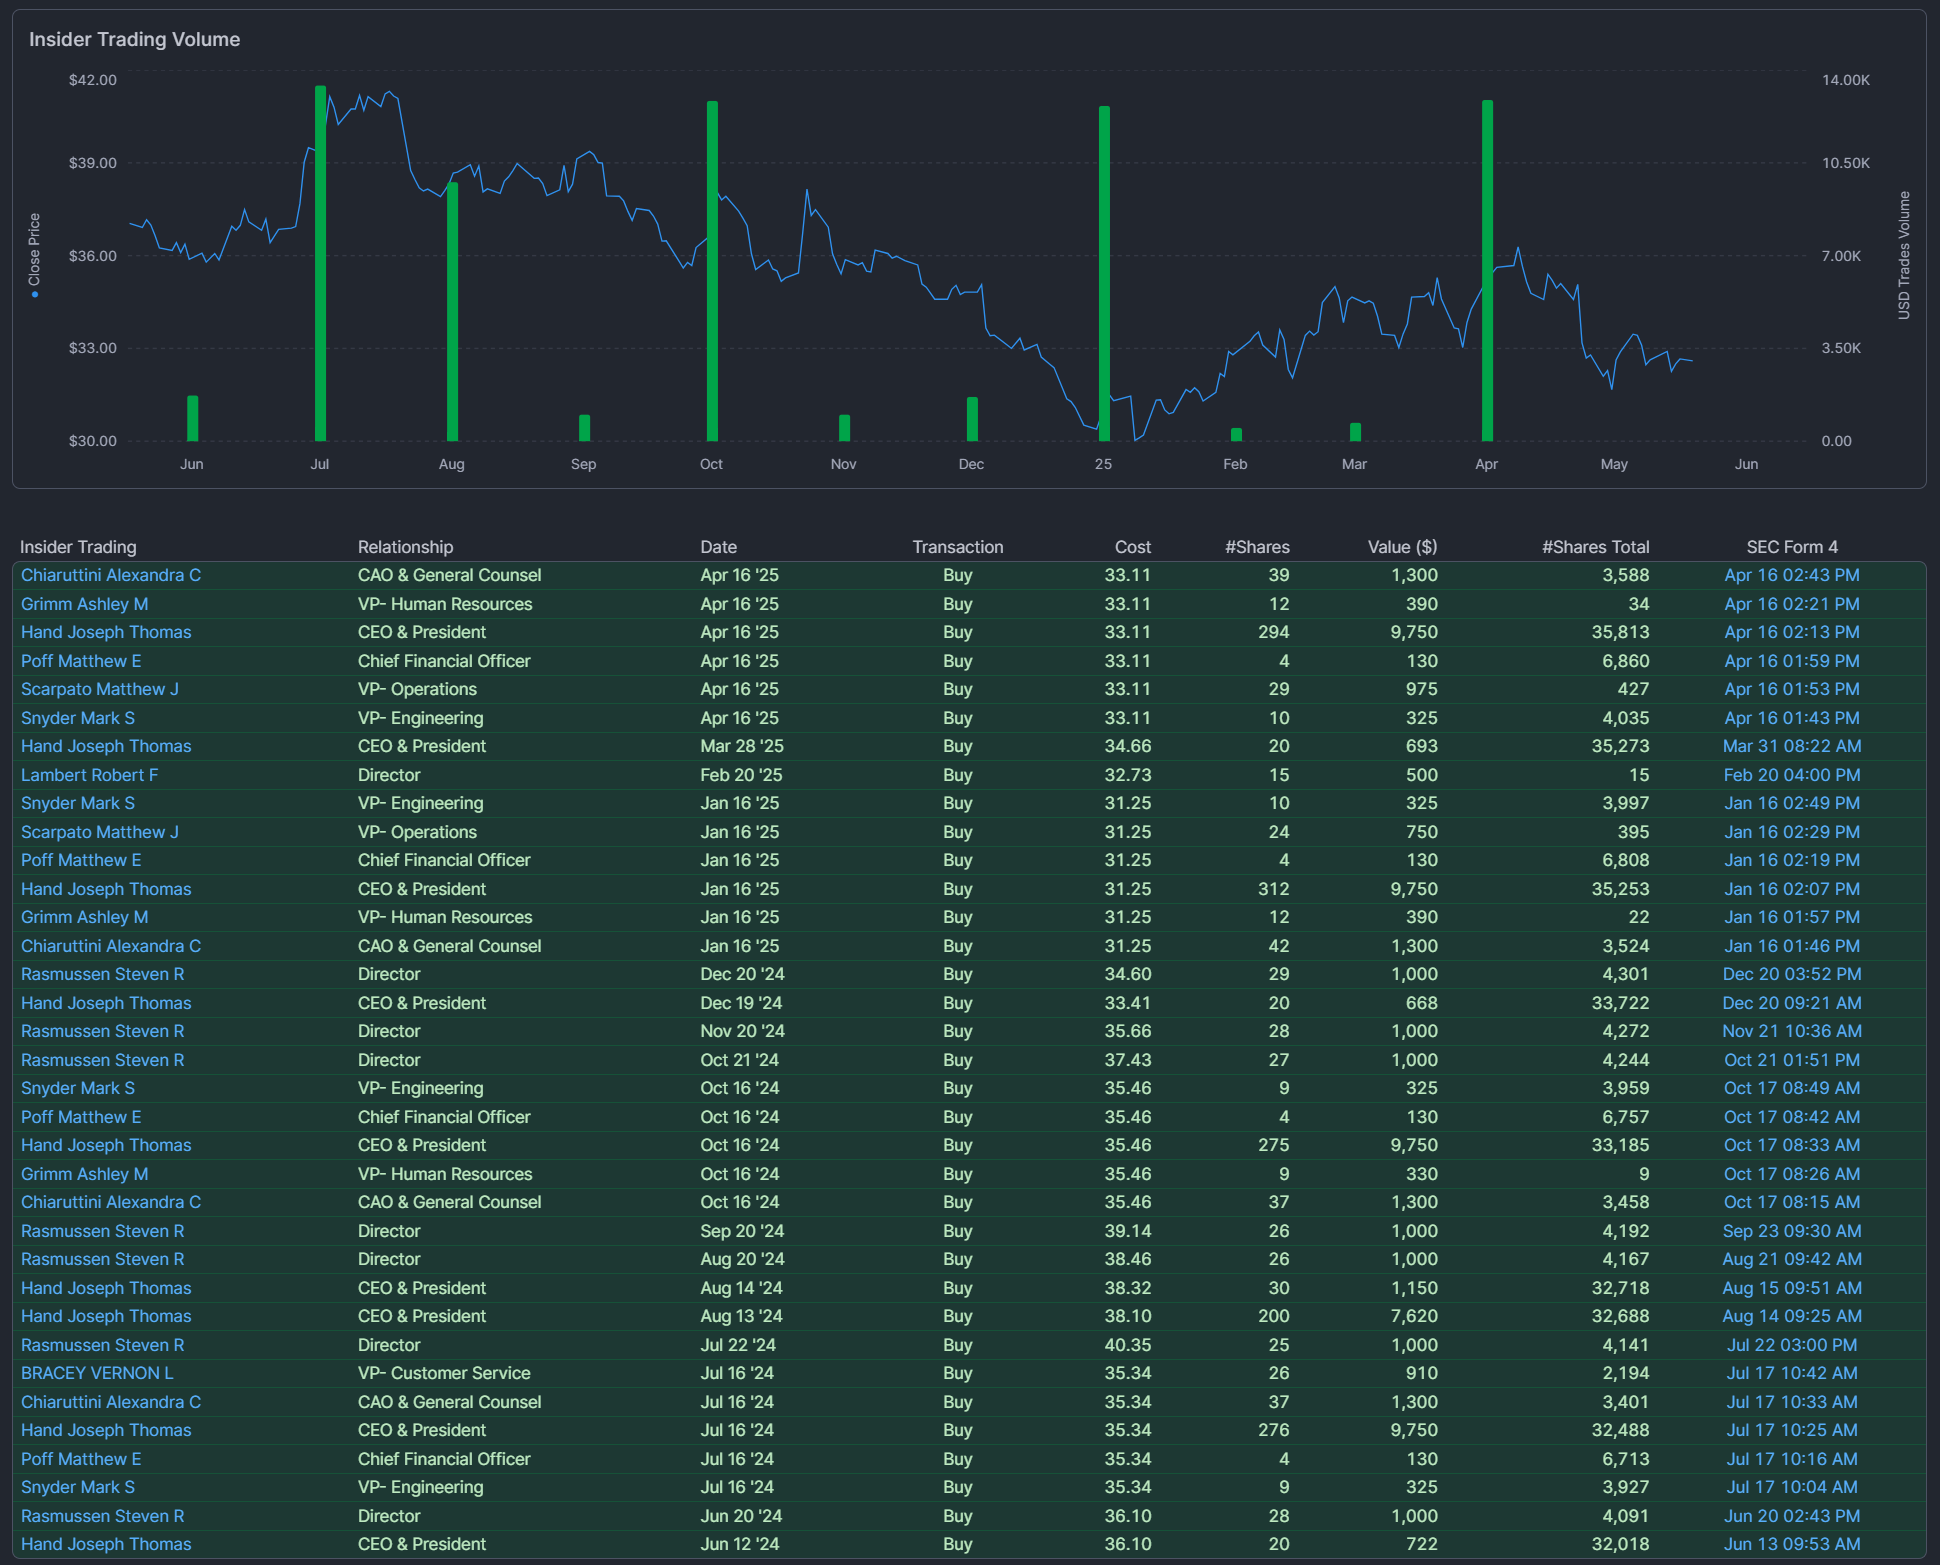 Insider Trading Volume
$42.00
$39.00
$36.00
$33.00
$30.00
Close Price
14.00K
10.50K
7.00K
3.50K
0.00
USD Trades Volume
Jun Jul Aug Sep Oct Nov Dec 25 Feb Mar Apr May Jun
Insider Trading Relationship Date Transaction Cost #Shares Value ($) #Shares Total SEC Form 4
Chiaruttini Alexandra C CAO & General Counsel Apr 16 '25 Buy 33.11 39 1,300 3,588 Apr 16 02:43 PM
Grimm Ashley M VP- Human Resources Apr 16 '25 Buy 33.11 12 390 34 Apr 16 02:21 PM
Hand Joseph Thomas CEO & President Apr 16 '25 Buy 33.11 294 9,750 35,813 Apr 16 02:13 PM
Poff Matthew E Chief Financial Officer Apr 16 '25 Buy 33.11 4 130 6,860 Apr 16 01:59 PM
Scarpato Matthew J VP- Operations Apr 16 '25 Buy 33.11 29 975 427 Apr 16 01:53 PM
Snyder Mark S VP- Engineering Apr 16 '25 Buy 33.11 10 325 4,035 Apr 16 01:43 PM
Hand Joseph Thomas CEO & President Mar 28 '25 Buy 34.66 20 693 35,273 Mar 31 08:22 AM
Lambert Robert F Director Feb 20 '25 Buy 32.73 15 500 15 Feb 20 04:00 PM
Snyder Mark S VP- Engineering Jan 16 '25 Buy 31.25 10 325 3,997 Jan 16 02:49 PM
Scarpato Matthew J VP- Operations Jan 16 '25 Buy 31.25 24 750 395 Jan 16 02:29 PM
Poff Matthew E Chief Financial Officer Jan 16 '25 Buy 31.25 4 130 6,808 Jan 16 02:19 PM
Hand Joseph Thomas CEO & President Jan 16 '25 Buy 31.25 312 9,750 35,253 Jan 16 02:07 PM
Grimm Ashley M VP- Human Resources Jan 16 '25 Buy 31.25 12 390 22 Jan 16 01:57 PM
Chiaruttini Alexandra C CAO & General Counsel Jan 16 '25 Buy 31.25 42 1,300 3,524 Jan 16 01:46 PM
Rasmussen Steven R Director Dec 20 '24 Buy 34.60 29 1,000 4,301 Dec 20 03:52 PM
Hand Joseph Thomas CEO & President Dec 19 '24 Buy 33.41 20 668 33,722 Dec 20 09:21 AM
Rasmussen Steven R Director Nov 20 '24 Buy 35.66 28 1,000 4,272 Nov 21 10:36 AM
Rasmussen Steven R Director Oct 21 '24 Buy 37.43 27 1,000 4,244 Oct 21 01:51 PM
Snyder Mark S VP- Engineering Oct 16 '24 Buy 35.46 9 325 3,959 Oct 17 08:49 AM
Poff Matthew E Chief Financial Officer Oct 16 '24 Buy 35.46 4 130 6,757 Oct 17 08:42 AM
Hand Joseph Thomas CEO & President Oct 16 '24 Buy 35.46 275 9,750 33,185 Oct 17 08:33 AM
Grimm Ashley M VP- Human Resources Oct 16 '24 Buy 35.46 9 330 9 Oct 17 08:26 AM
Chiaruttini Alexandra C CAO & General Counsel Oct 16 '24 Buy 35.46 37 1,300 3,458 Oct 17 08:15 AM
Rasmussen Steven R Director Sep 20 '24 Buy 39.14 26 1,000 4,192 Sep 23 09:30 AM
Rasmussen Steven R Director Aug 20 '24 Buy 38.46 26 1,000 4,167 Aug 21 09:42 AM
Hand Joseph Thomas CEO & President Aug 14 '24 Buy 38.32 30 1,150 32,718 Aug 15 09:51 AM
Hand Joseph Thomas CEO & President Aug 13 '24 Buy 38.10 200 7,620 32,688 Aug 14 09:25 AM
Rasmussen Steven R Director Jul 22 '24 Buy 40.35 25 1,000 4,141 Jul 22 03:00 PM
BRACEY VERNON L VP- Customer Service Jul 16 '24 Buy 35.34 26 910 2,194 Jul 17 10:42 AM
Chiaruttini Alexandra C CAO & General Counsel Jul 16 '24 Buy 35.34 37 1,300 3,401 Jul 17 10:33 AM
Hand Joseph Thomas CEO & President Jul 16 '24 Buy 35.34 276 9,750 32,488 Jul 17 10:25 AM
Poff Matthew E Chief Financial Officer Jul 16 '24 Buy 35.34 4 130 6,713 Jul 17 10:16 AM
Snyder Mark S VP- Engineering Jul 16 '24 Buy 35.34 9 325 3,927 Jul 17 10:04 AM
Rasmussen Steven R Director Jun 20 '24 Buy 36.10 28 1,000 4,091 Jun 20 02:43 PM
Hand Joseph Thomas CEO & President Jun 12 '24 Buy 36.10 20 722 32,018 Jun 13 09:53 AM